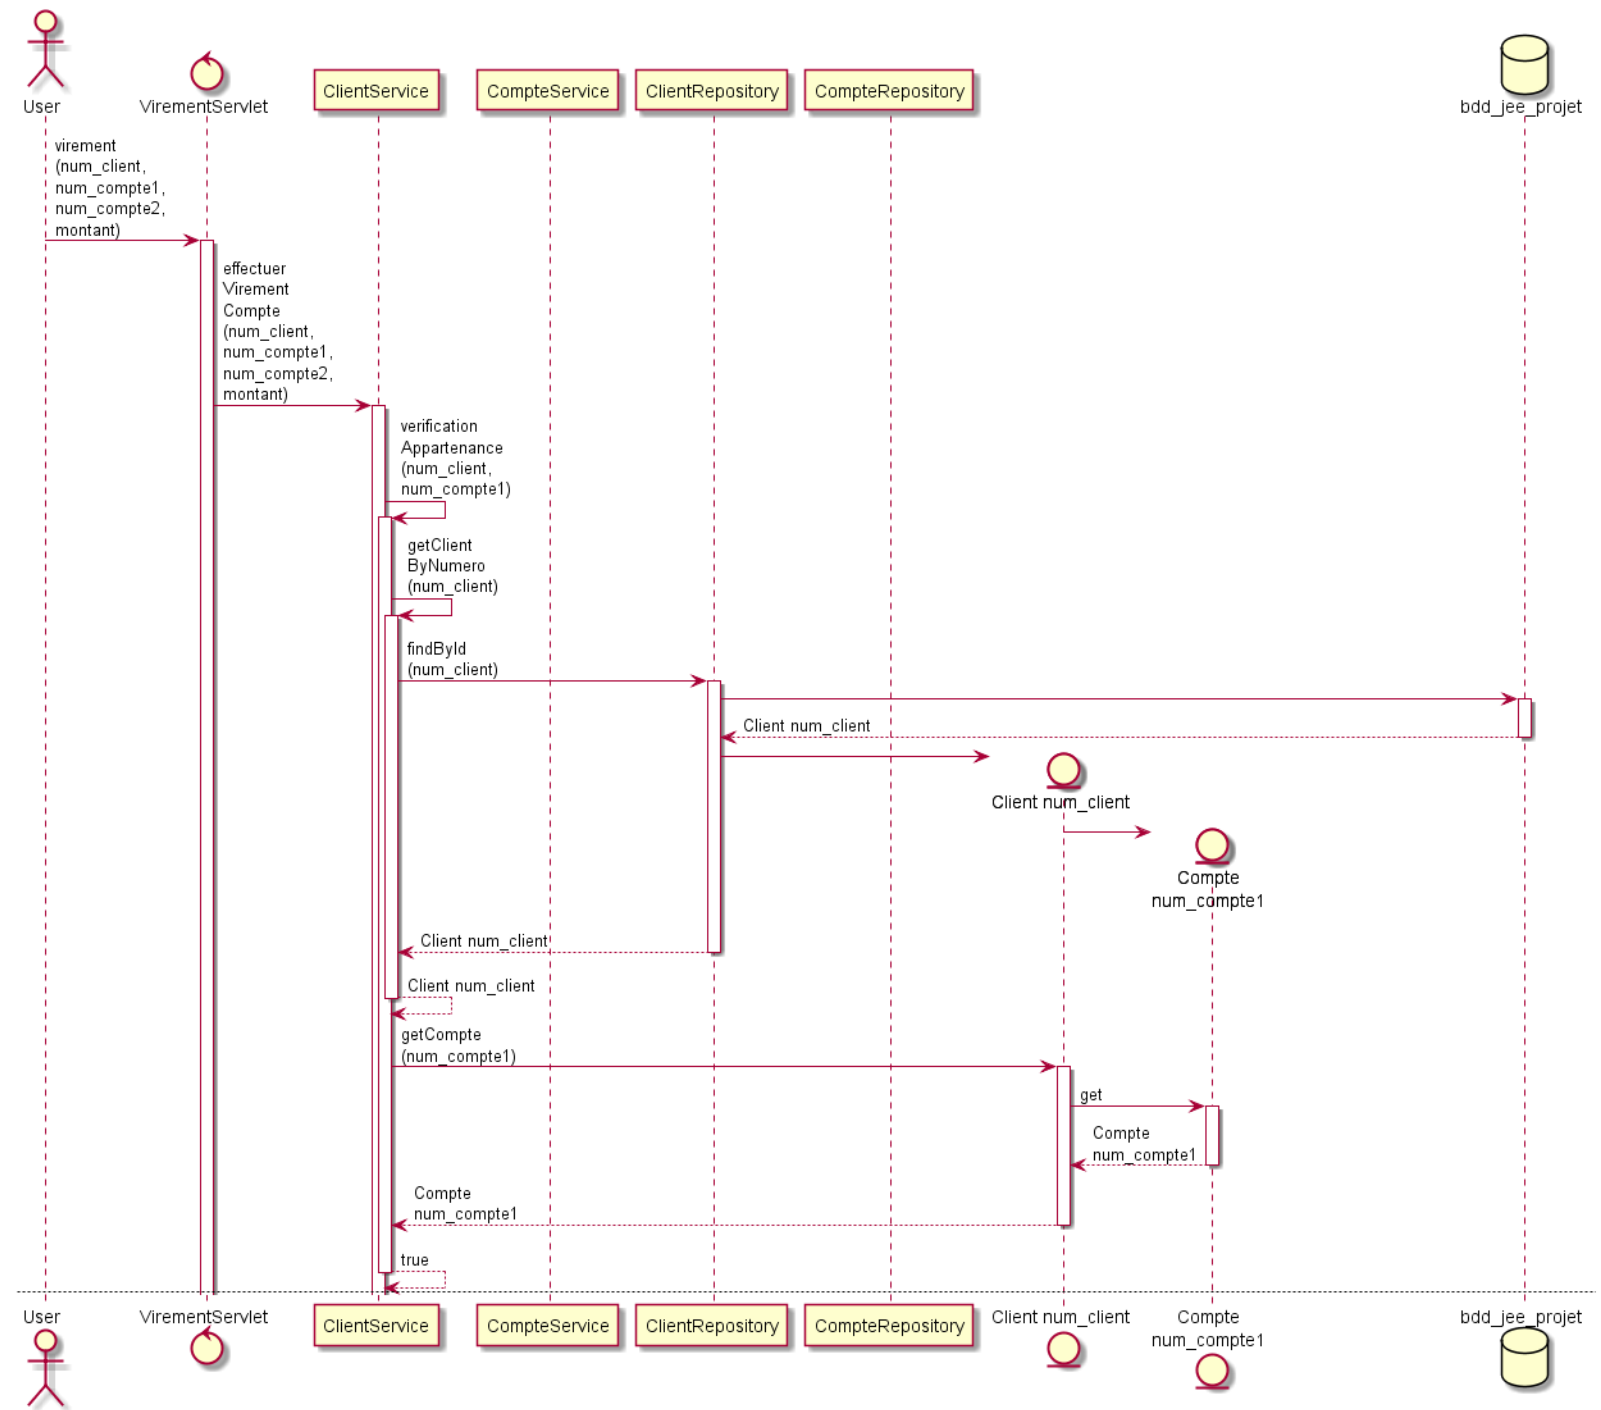 User
VirementServlet
ClientService
CompteService
ClientRepository
CompteRepository
bdd_jee_projet
virement
(num_client,
num_compte1,
num_compte2,
montant)
effectuer
Virement
Compte
(num_client,
num_compte1,
num_compte2,
montant)
verification
Appartenance
(num_client,
num_compte1)
getClient
ByNumero
(num_client)
findById
(num_client)
Client num_client
Client num_client
Compte
num_compte1
Client num_client
Client num_client
getCompte
(num_compte1)
get
Compte
num_compte1
Compte
num_compte1
true
User
VirementServlet
ClientService
CompteService
ClientRepository
CompteRepository
Client num_client
Compte
num_compte1
bdd_jee_projet